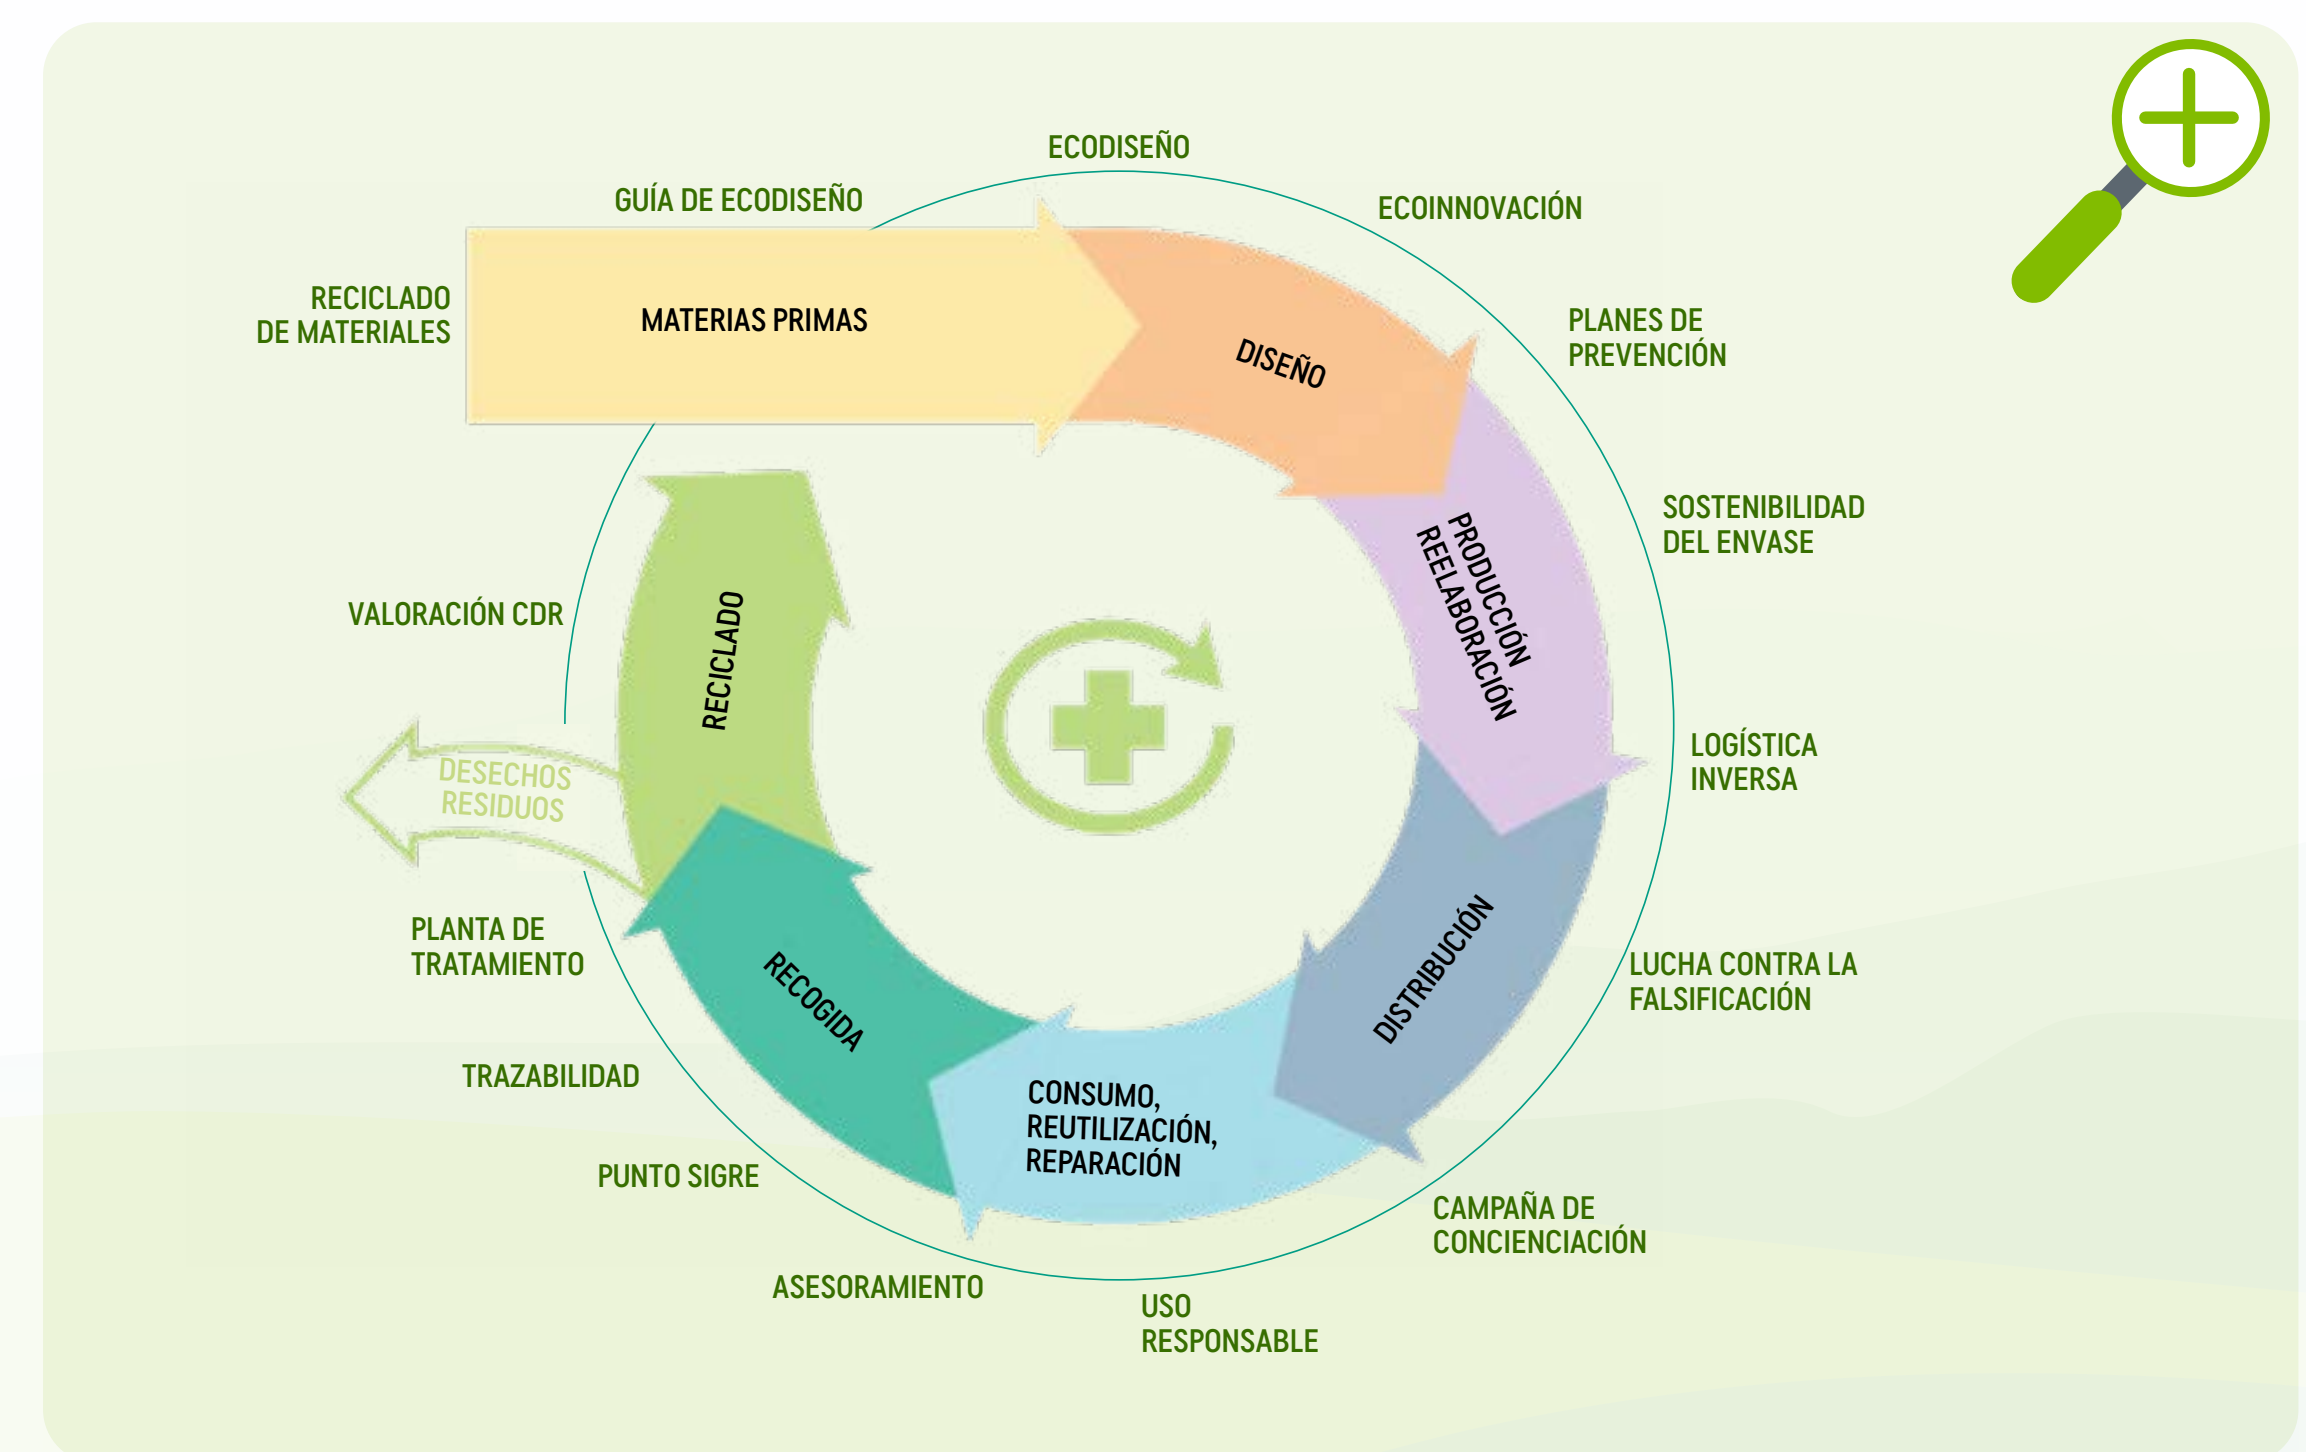 ECODISEÑO
GUÍA DE ECODISEÑO
ECOINNOVACIÓN
RECICLADO
DE MATERIALES
MATERIAS PRIMAS
DISEÑO
PLANES DE
PREVENCIÓN
SOSTENIBILIDAD
DEL ENVASE
PRODUCCIÓN
REELABORACIÓN
VALORACIÓN CDR
RECICLADO
LOGÍSTICA
INVERSA
DESECHOS
RESIDUOS
PLANTA DE
TRATAMIENTO
RECOGIDA
DISTRIBUCIÓN
LUCHA CONTRA LA
FALSIFICACIÓN
TRAZABILIDAD
CONSUMO,
REUTILIZACIÓN,
REPARACIÓN
PUNTO SIGRE
CAMPAÑA DE
CONCIENCIACIÓN
ASESORAMIENTO
USO
RESPONSABLE